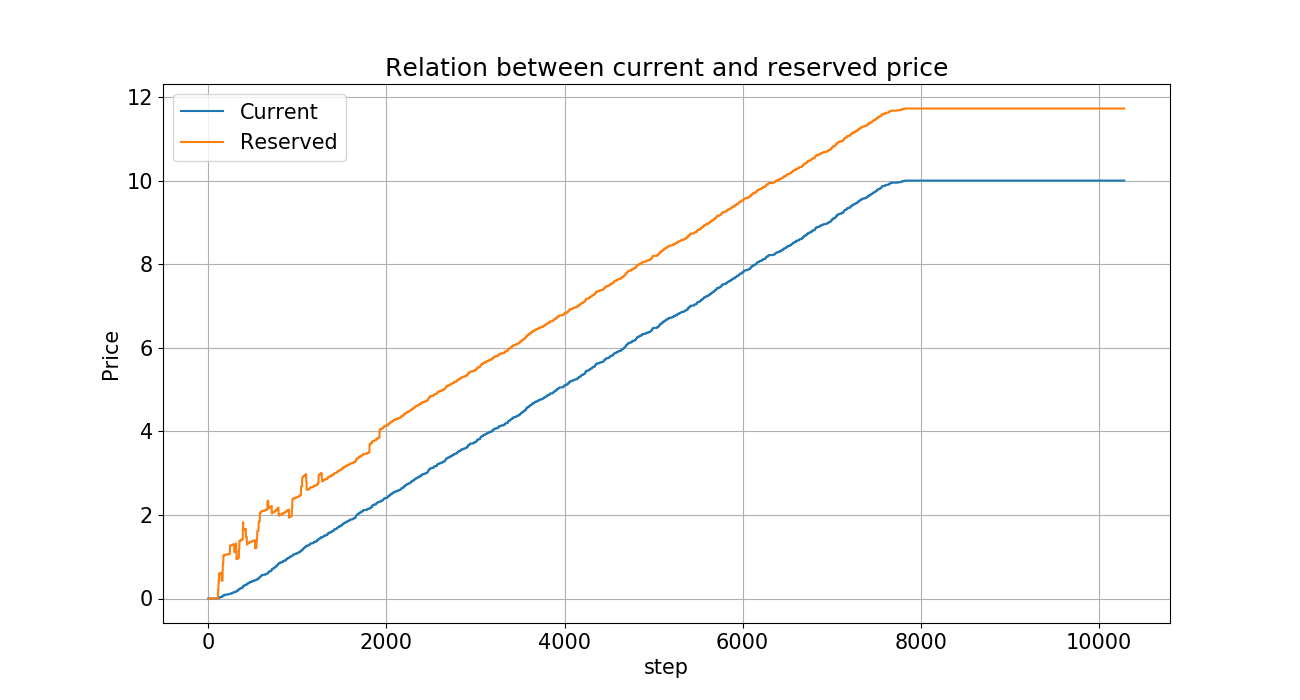 Relation between current and reserved price
Current
Reserved
12
10
8
6
4
2
0
Price
0 2000 4000 6000 8000 10000
step